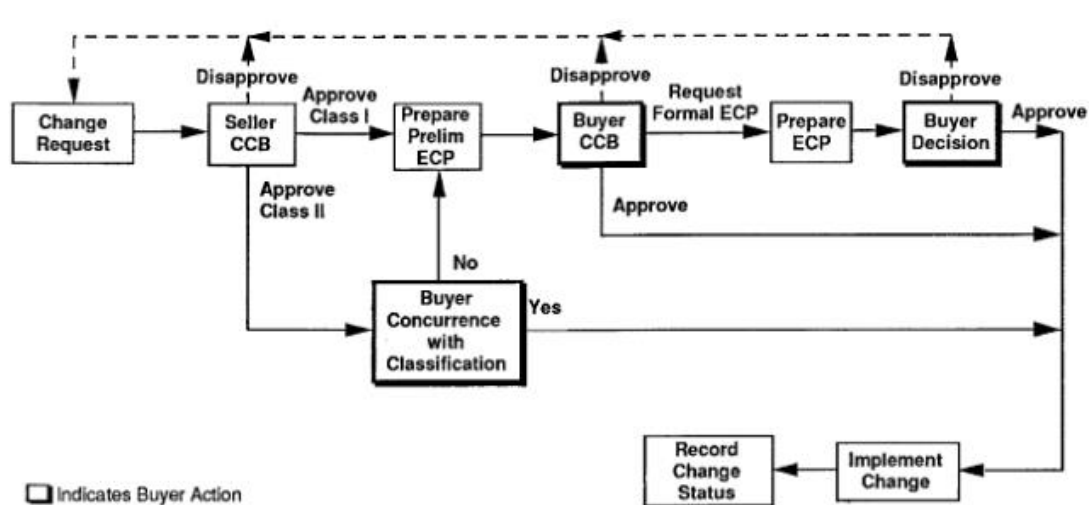 Disapprove
Disapprove
Disapprove
Change
Request
Seller
CCB
Approve
Class I
Prepare
Prelim
ECP
Buyer
CCB
Request
Formal ECP
Prepare
ECP
Buyer
Decision
Approve
Approve
Class II
Approve
No
Buyer
Concurrence
with
Classification
Yes
Record
Change
Status
Implement
Change
Indicates Buyer Action